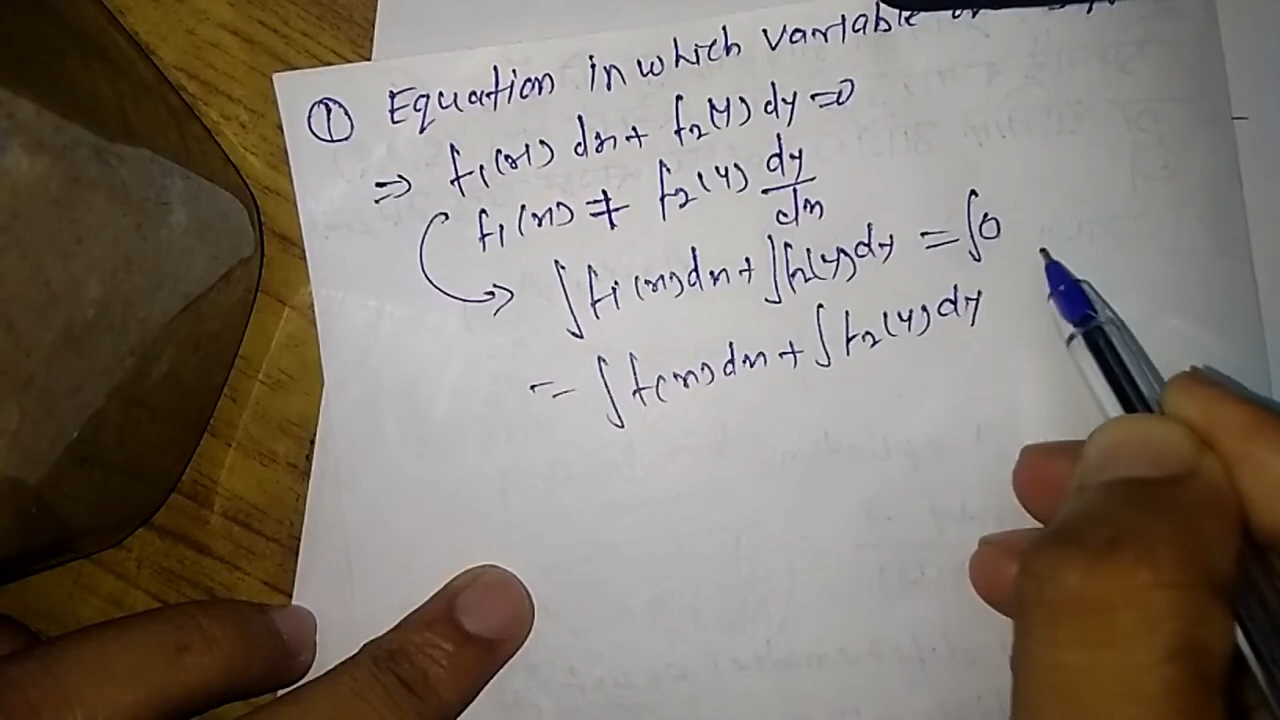 ① Equation in which variable
⇒ f₁(x) dx + f₂(y) dy = 0
f₁(x) ≠ f₂(y) dy/dx
→ ∫f₁(x)dx + ∫f₂(y)dy = ∫0
= ∫f(x)dx + ∫f₂(y)dy